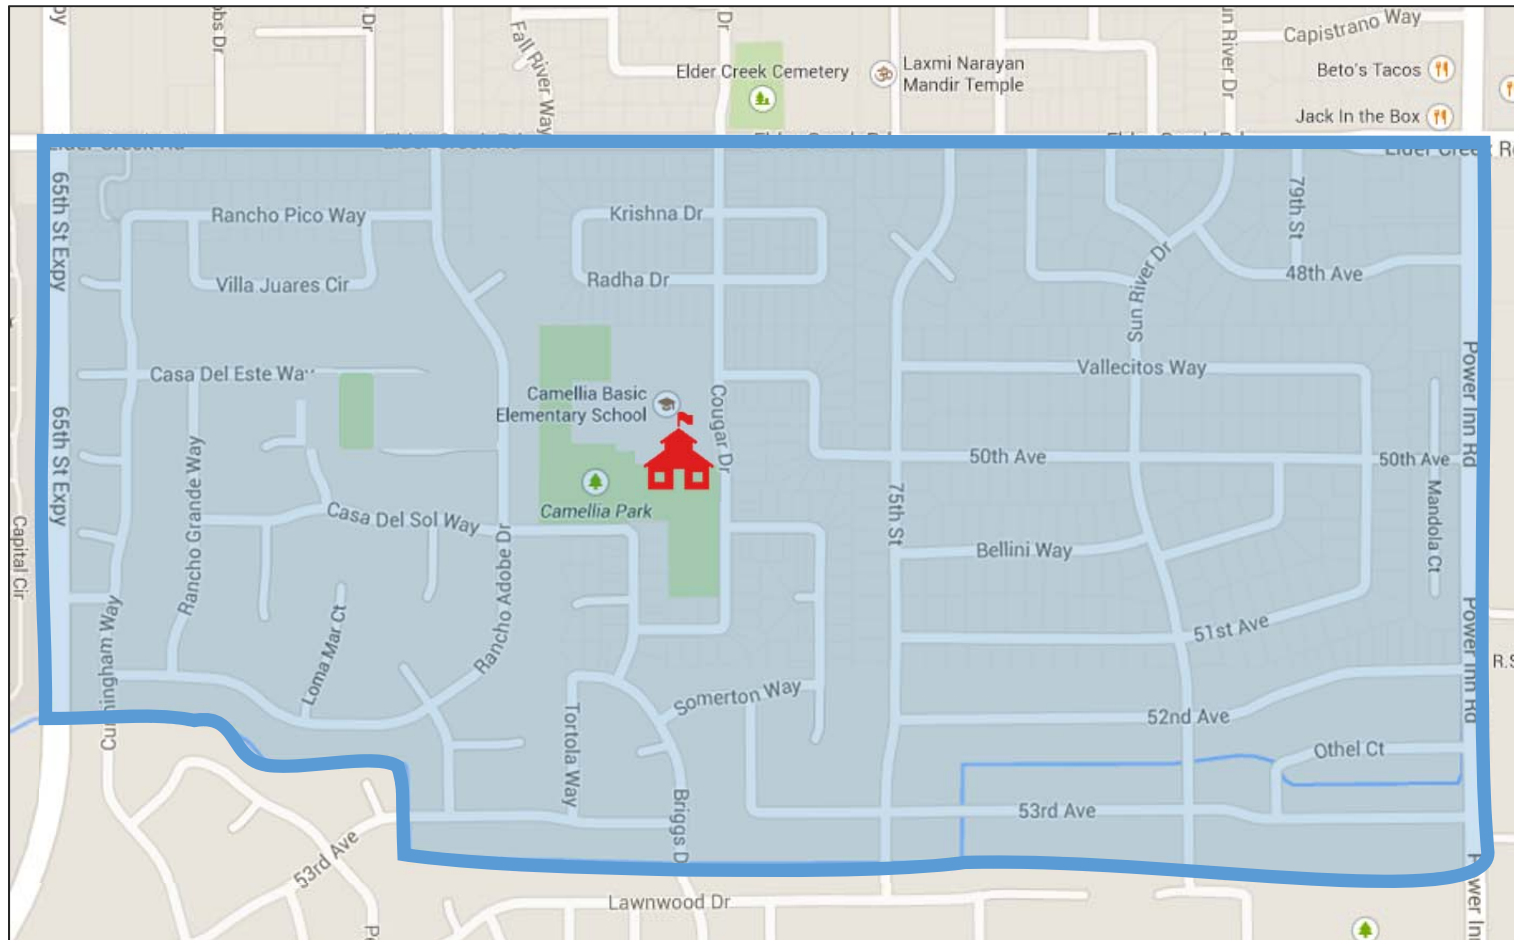 Fall River Way
Capistrano Way
Elder Creek Cemetery
Laxmi Narayan
Mandir Temple
Beto's Tacos
Jack In the Box
65th St Expy
Rancho Pico Way
Krishna Dr
79th St
Villa Juares Cir
Radha Dr
Sun River Dr
48th Ave
Casa Del Este Way
Vallecitos Way
Power Inn Rd
Camellia Basic
Elementary School
Cougar Dr
65th St Expy
Rancho Grande Way
50th Ave
50th Ave
Camellia Park
Casa Del Sol Way
75th St
Mandola Ct
Capital Cir
Rancho Adobe Dr
Bellini Way
Cunningham Way
Loma Mar Ct
51st Ave
Power Inn Rd
Somerton Way
Tortola Way
52nd Ave
Othel Ct
Briggs D
53rd Ave
53rd Ave
Lawnwood Dr